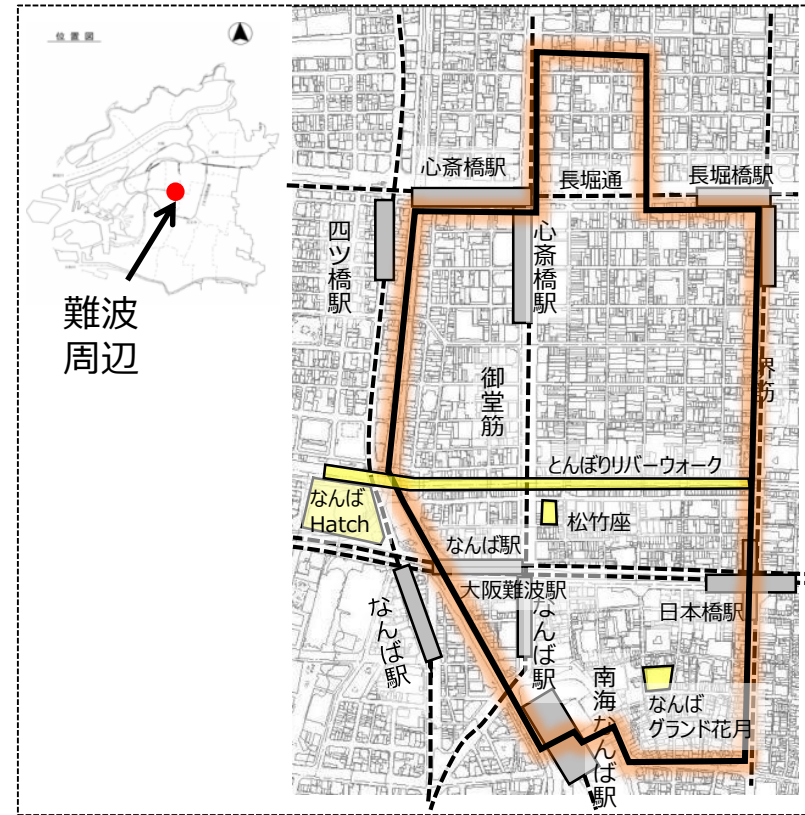 位置図
難波
周辺
心斎橋駅
長堀通
長堀橋駅
四ツ橋駅
心斎橋駅
御堂筋
堺筋
とんぼりリバーウォーク
なんば
Hatch
松竹座
なんば駅
大阪難波駅
日本橋駅
なんば駅
なんば駅
南海なんば駅
なんば
グランド花月